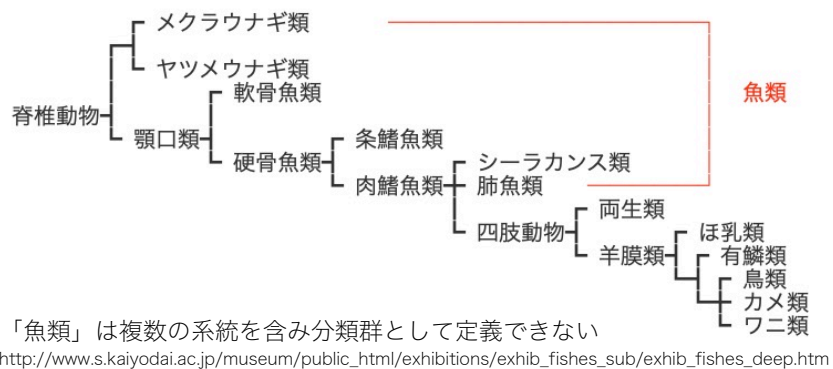 メクラウナギ類
ヤツメウナギ類
軟骨魚類
魚類
脊椎動物
顎口類
条鰭魚類
硬骨魚類
シーラカンス類
肉鰭魚類
肺魚類
両生類
四肢動物
ほ乳類
羊膜類
有鱗類
鳥類
カメ類
ワニ類
「魚類」は複数の系統を含み分類群として定義できない
http://www.s.kaiyodai.ac.jp/museum/public_html/exhibitions/exhib_fishes_sub/exhib_fishes_deep.htm